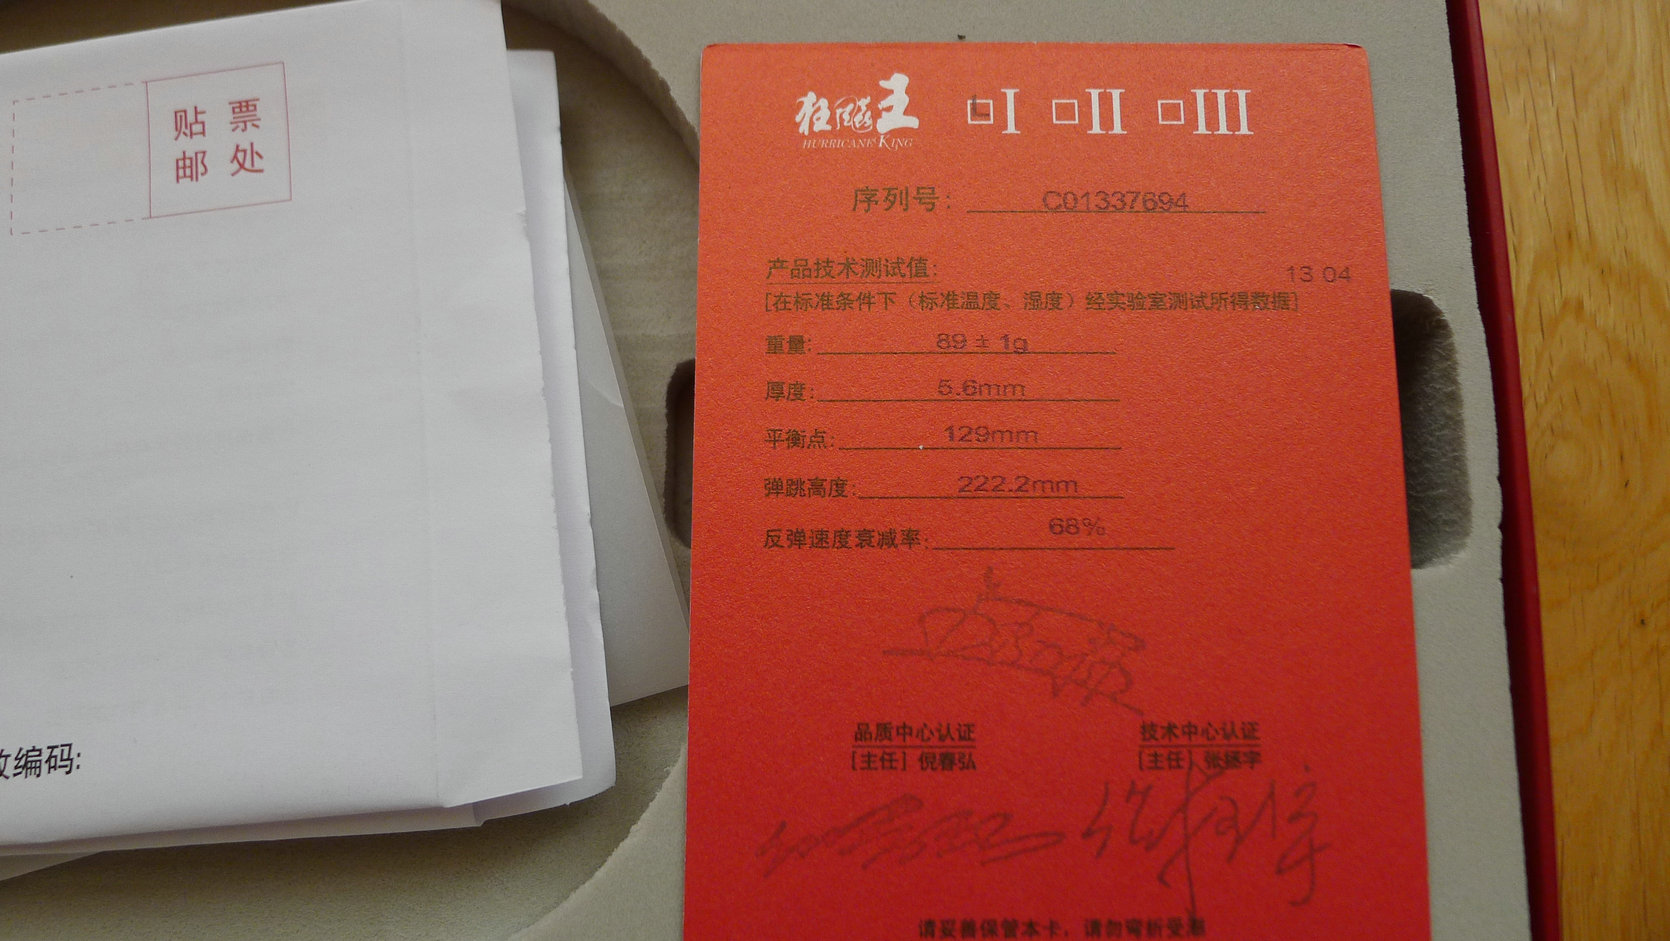 贴 票
邮 处
编码:
狂飚王 □I □II □III
HURRICANE KING
序列号: C01337694
产品技术测试值:
13 04
[在标准条件下（标准温度、湿度）经实验室测试所得数据]
重量: 89 ± 1g
厚度: 5.6mm
平衡点: 129mm
弹跳高度: 222.2mm
反弹速度衰减率: 68%
品质中心认证 技术中心认证
[主任] 倪春弘 [主任] 张继宇
请妥善保管本卡，请勿弯折受潮